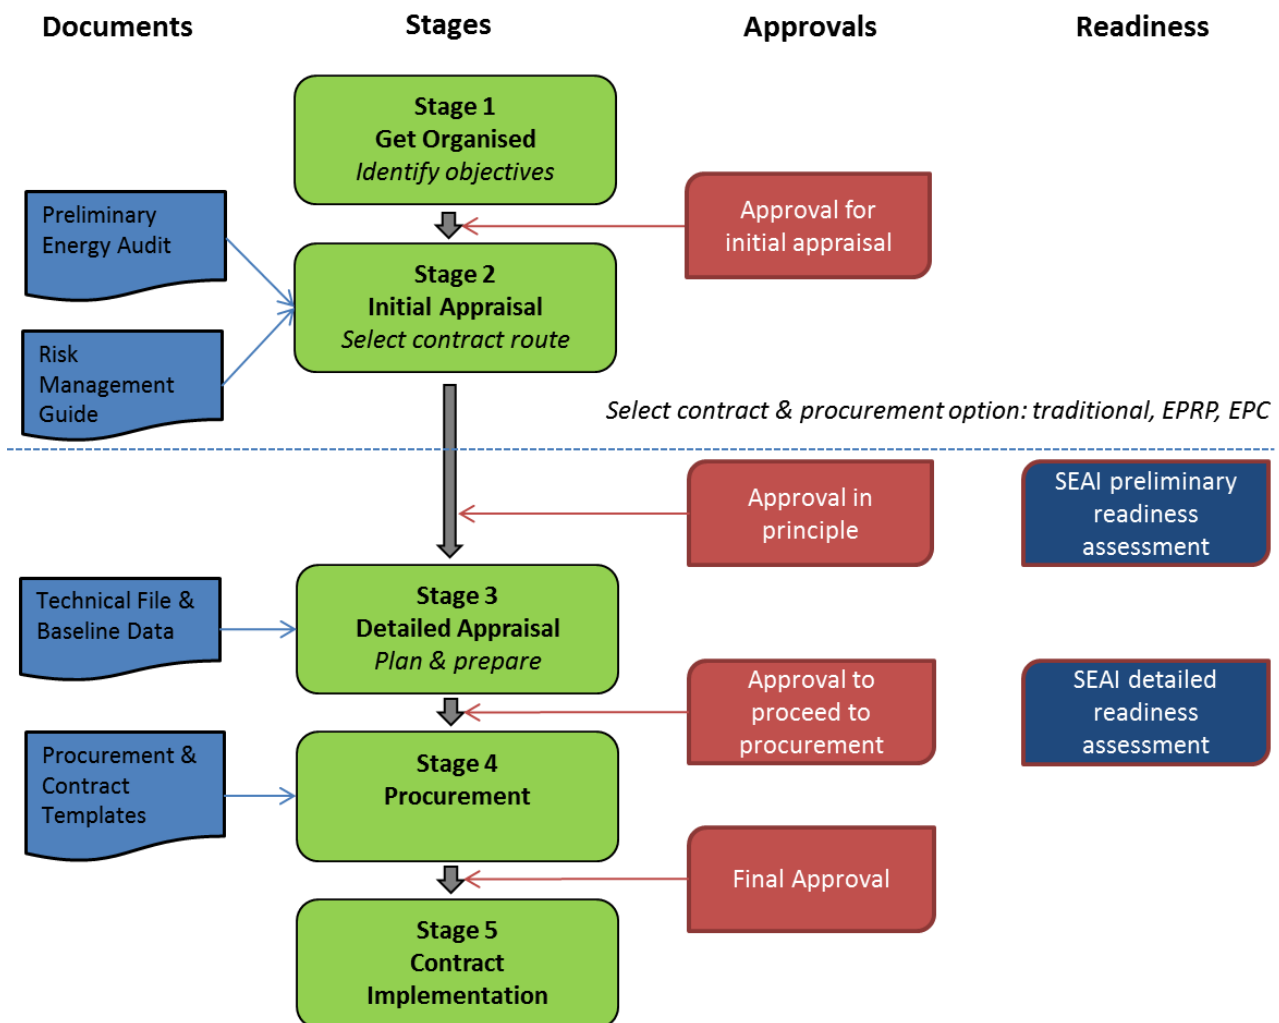 Documents
Stages
Approvals
Readiness
Stage 1
Get Organised
Identify objectives
Preliminary
Energy Audit
Approval for
initial appraisal
Stage 2
Initial Appraisal
Select contract route
Risk
Management
Guide
Select contract & procurement option: traditional, EPRP, EPC
Approval in
principle
SEAI preliminary
readiness
assessment
Technical File &
Baseline Data
Stage 3
Detailed Appraisal
Plan & prepare
Approval to
proceed to
procurement
SEAI detailed
readiness
assessment
Procurement &
Contract
Templates
Stage 4
Procurement
Final Approval
Stage 5
Contract
Implementation